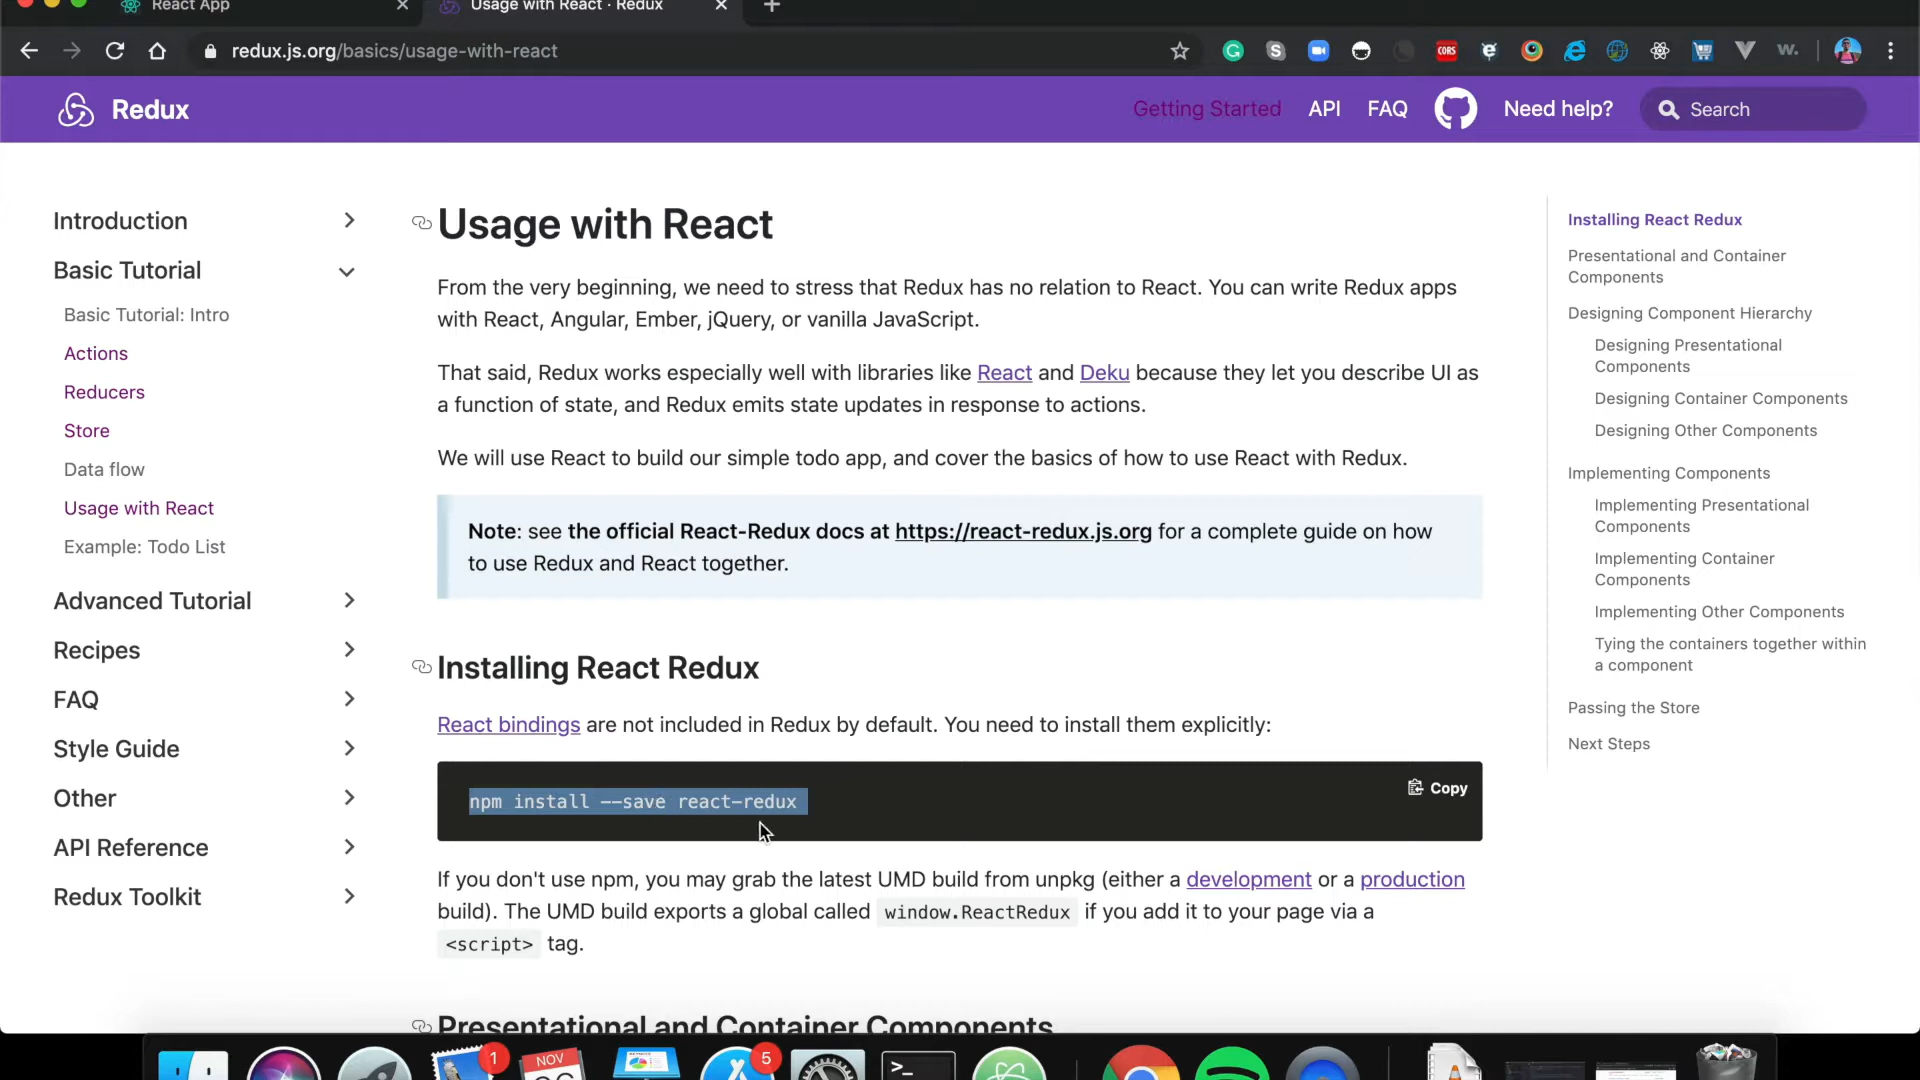 React App
Usage with React · Redux
redux.js.org/basics/usage-with-react
CORS
w.
Redux
Getting Started
API
FAQ
Need help?
Search
Introduction
Basic Tutorial
Basic Tutorial: Intro
Actions
Reducers
Store
Data flow
Usage with React
Example: Todo List
Advanced Tutorial
Recipes
FAQ
Style Guide
Other
API Reference
Redux Toolkit
Usage with React
From the very beginning, we need to stress that Redux has no relation to React. You can write Redux apps
with React, Angular, Ember, jQuery, or vanilla JavaScript.
That said, Redux works especially well with libraries like React and Deku because they let you describe UI as
a function of state, and Redux emits state updates in response to actions.
We will use React to build our simple todo app, and cover the basics of how to use React with Redux.
Note: see the official React-Redux docs at https://react-redux.js.org for a complete guide on how
to use Redux and React together.
Installing React Redux
React bindings are not included in Redux by default. You need to install them explicitly:
npm install --save react-redux
Copy
If you don't use npm, you may grab the latest UMD build from unpkg (either a development or a production
build). The UMD build exports a global called window.ReactRedux if you add it to your page via a
<script> tag.
Presentational and Container Components
Installing React Redux
Presentational and Container
Components
Designing Component Hierarchy
Designing Presentational
Components
Designing Container Components
Designing Other Components
Implementing Components
Implementing Presentational
Components
Implementing Container
Components
Implementing Other Components
Tying the containers together within
a component
Passing the Store
Next Steps
1
NOV
5
>_